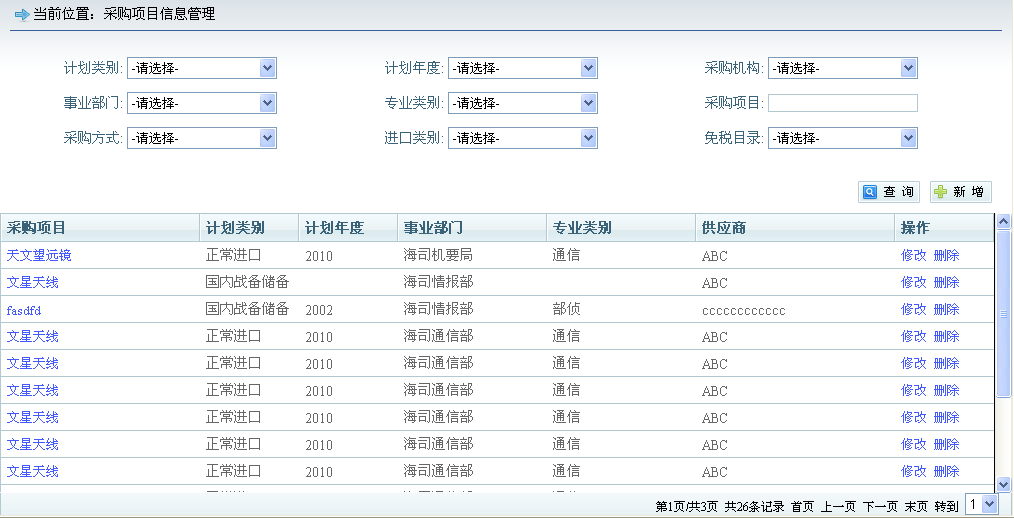 当前位置：采购项目信息管理
计划类别: -请选择- 计划年度: -请选择- 采购机构: -请选择-
事业部门: -请选择- 专业类别: -请选择- 采购项目:
采购方式: -请选择- 进口类别: -请选择- 免税目录: -请选择-
查 询 新 增
采购项目 计划类别 计划年度 事业部门 专业类别 供应商 操作
天文望远镜 正常进口 2010 海司机要局 通信 ABC 修改 删除
文星天线 国内战备储备 海司情报部 ABC 修改 删除
fasdfd 国内战备储备 2002 海司情报部 部侦 cccccccccccc 修改 删除
文星天线 正常进口 2010 海司通信部 通信 ABC 修改 删除
文星天线 正常进口 2010 海司通信部 通信 ABC 修改 删除
文星天线 正常进口 2010 海司通信部 通信 ABC 修改 删除
文星天线 正常进口 2010 海司通信部 通信 ABC 修改 删除
文星天线 正常进口 2010 海司通信部 通信 ABC 修改 删除
文星天线 正常进口 2010 海司通信部 通信 ABC 修改 删除
第1页/共3页 共26条记录 首页 上一页 下一页 末页 转到 1